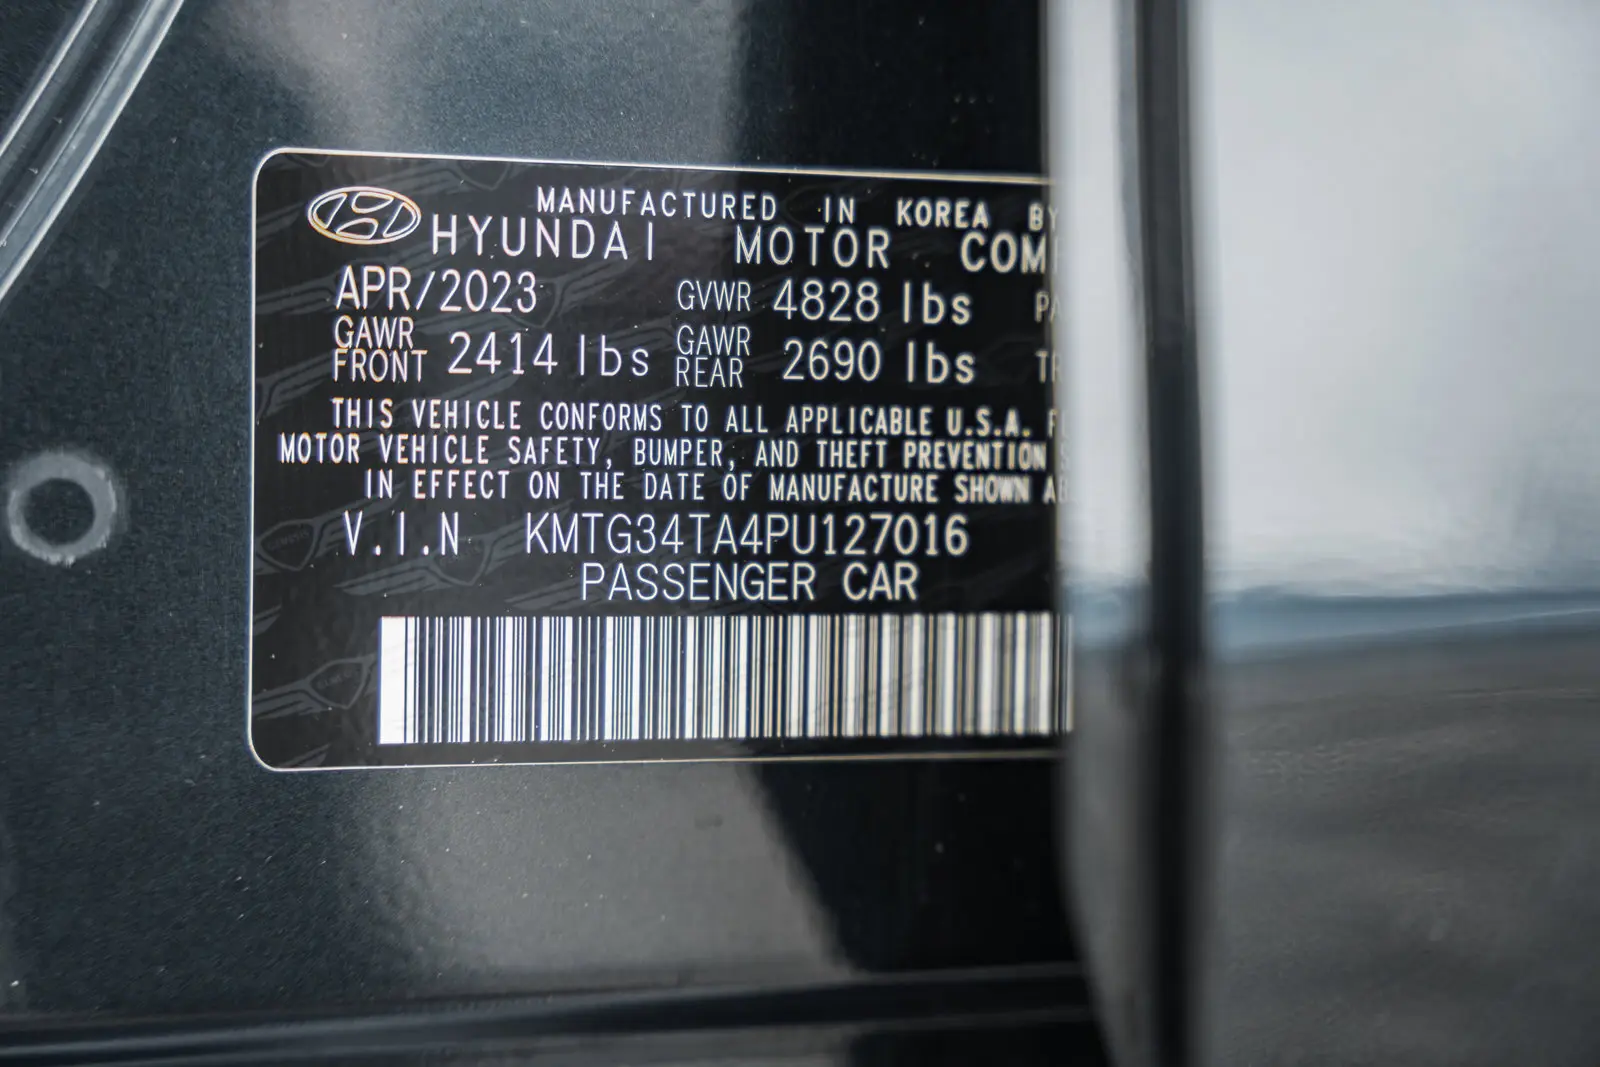 MANUFACTURED IN KOREA BY
HYUNDAI MOTOR
APR/2023 GVWR 4828 lbs
GAWR FRONT 2414 lbs GAWR REAR 2690 lbs
THIS VEHICLE CONFORMS TO ALL APPLICABLE U.S.A.
MOTOR VEHICLE SAFETY, BUMPER, AND THEFT PREVENTION
IN EFFECT ON THE DATE OF MANUFACTURE SHOWN
V.I.N KMTG34TA4PU127016
PASSENGER CAR